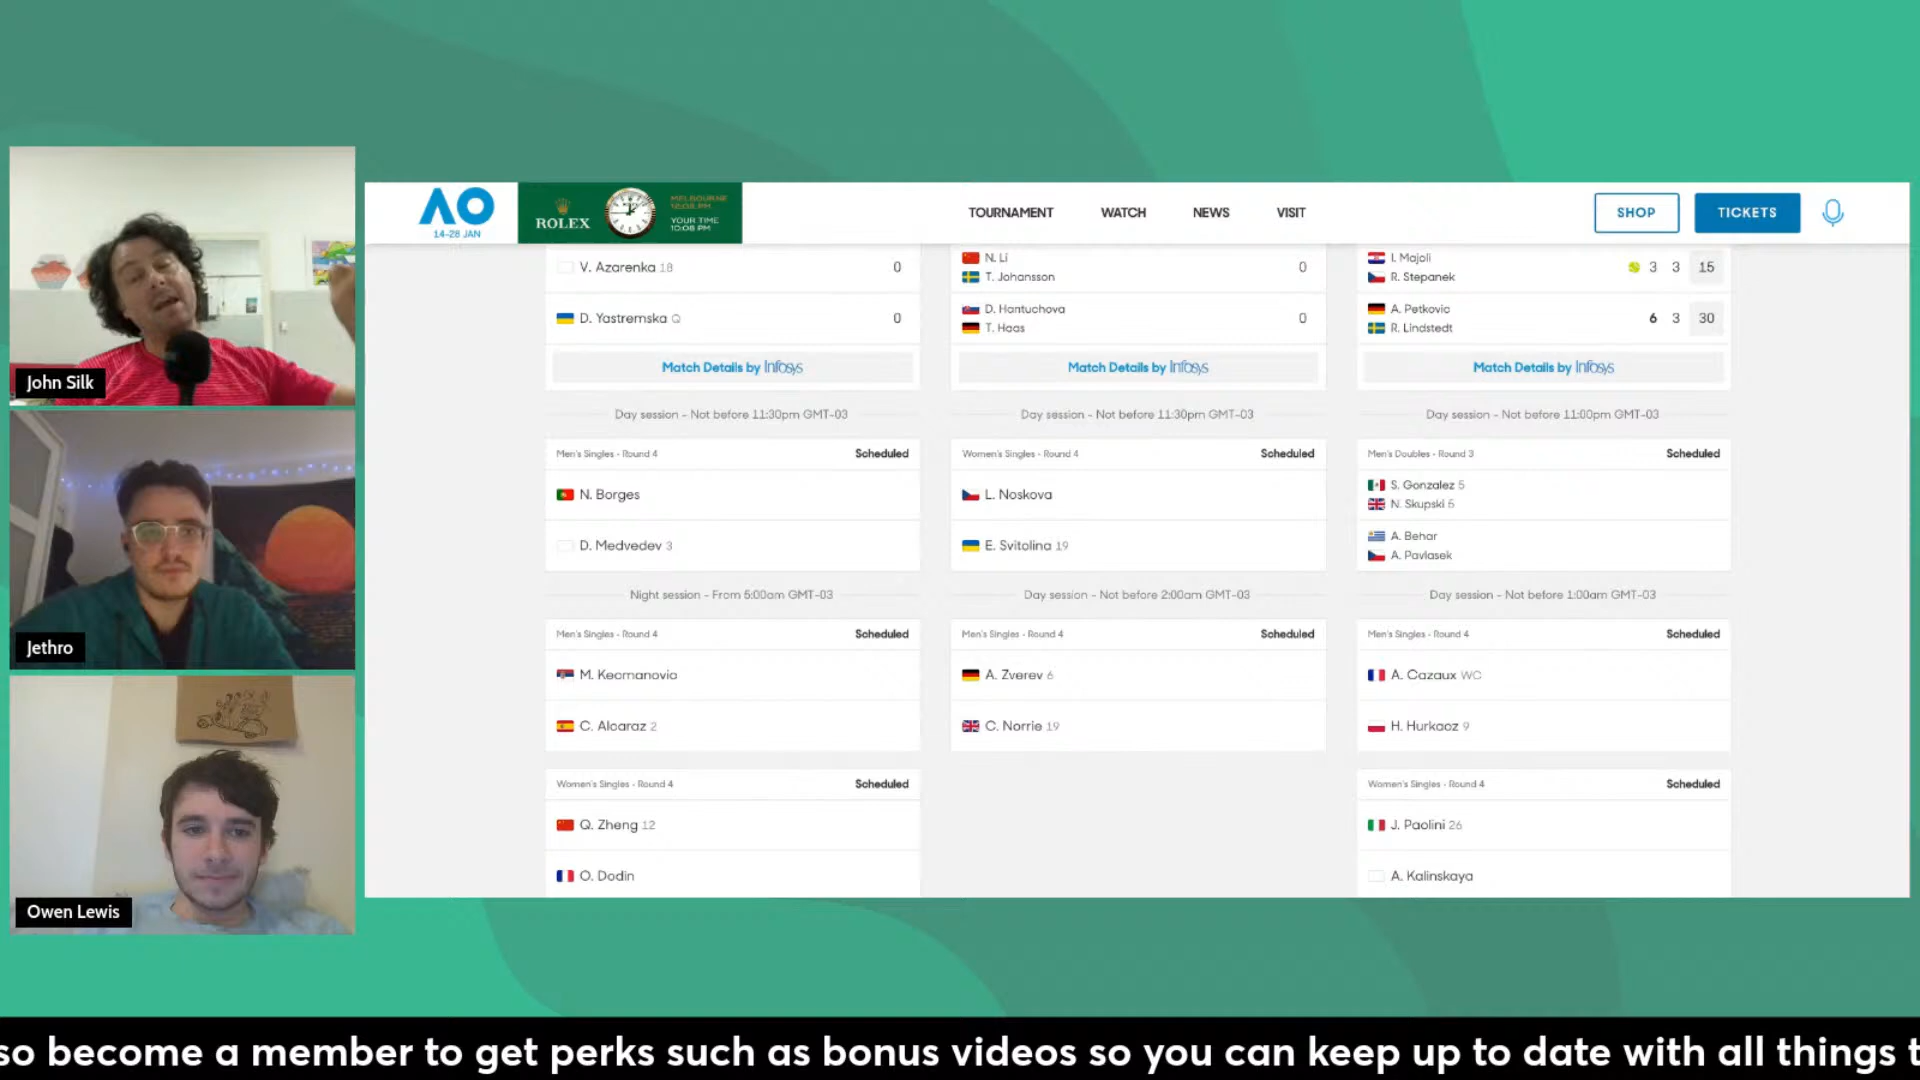 John Silk
Jethro
Owen Lewis
AO
14-28 JAN
ROLEX
MELBOURNE
12:08 PM
YOUR TIME
10:08 PM
TOURNAMENT
WATCH
NEWS
VISIT
SHOP
TICKETS
V. Azarenka 18 0
D. Yastremska Q 0
Match Details by Infosys
Day session - Not before 11:30pm GMT-03
Men's Singles - Round 4 Scheduled
N. Borges
D. Medvedev 3
Night session - From 5:00am GMT-03
Men's Singles - Round 4 Scheduled
M. Kecmanovic
C. Alcaraz 2
Women's Singles - Round 4 Scheduled
Q. Zheng 12
O. Dodin
N. Li
T. Johansson
0
D. Hantuchova
T. Haas
0
Match Details by Infosys
Day session - Not before 11:30pm GMT-03
Women's Singles - Round 4 Scheduled
L. Noskova
E. Svitolina 19
Day session - Not before 2:00am GMT-03
Men's Singles - Round 4 Scheduled
A. Zverev 6
C. Norrie 19
I. Majoli
R. Stepanek
3 3 15
A. Petkovic
R. Lindstedt
6 3 30
Match Details by Infosys
Day session - Not before 11:00pm GMT-03
Men's Doubles - Round 3 Scheduled
S. Gonzalez 5
N. Skupski 5
A. Behar
A. Pavlasek
Day session - Not before 1:00am GMT-03
Men's Singles - Round 4 Scheduled
A. Cazaux WC
H. Hurkacz 9
Women's Singles - Round 4 Scheduled
J. Paolini 26
A. Kalinskaya
so become a member to get perks such as bonus videos so you can keep up to date with all things t